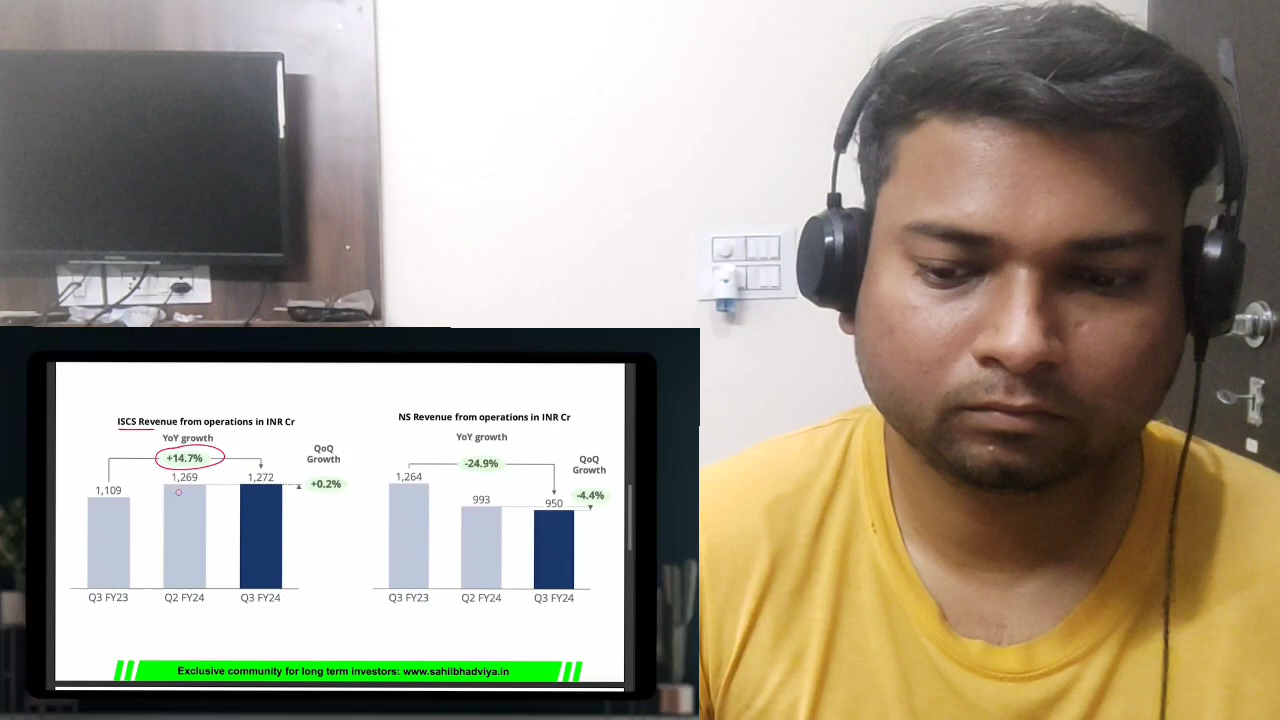 ISCS Revenue from operations in INR Cr
YoY growth
+14.7%
QoQ
Growth
+0.2%
1,109
1,269
1,272
Q3 FY23
Q2 FY24
Q3 FY24
NS Revenue from operations in INR Cr
YoY growth
-24.9%
QoQ
Growth
-4.4%
1,264
993
950
Q3 FY23
Q2 FY24
Q3 FY24
Exclusive community for long term investors: www.sahilbhadviya.in